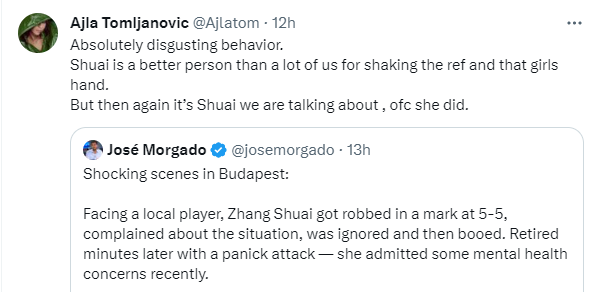 Ajla Tomljanovic @Ajlatom · 12h
Absolutely disgusting behavior.
Shuai is a better person than a lot of us for shaking the ref and that girls
hand.
But then again it’s Shuai we are talking about , ofc she did.
José Morgado @josemorgado · 13h
Shocking scenes in Budapest:
Facing a local player, Zhang Shuai got robbed in a mark at 5-5,
complained about the situation, was ignored and then booed. Retired
minutes later with a panick attack — she admitted some mental health
concerns recently.